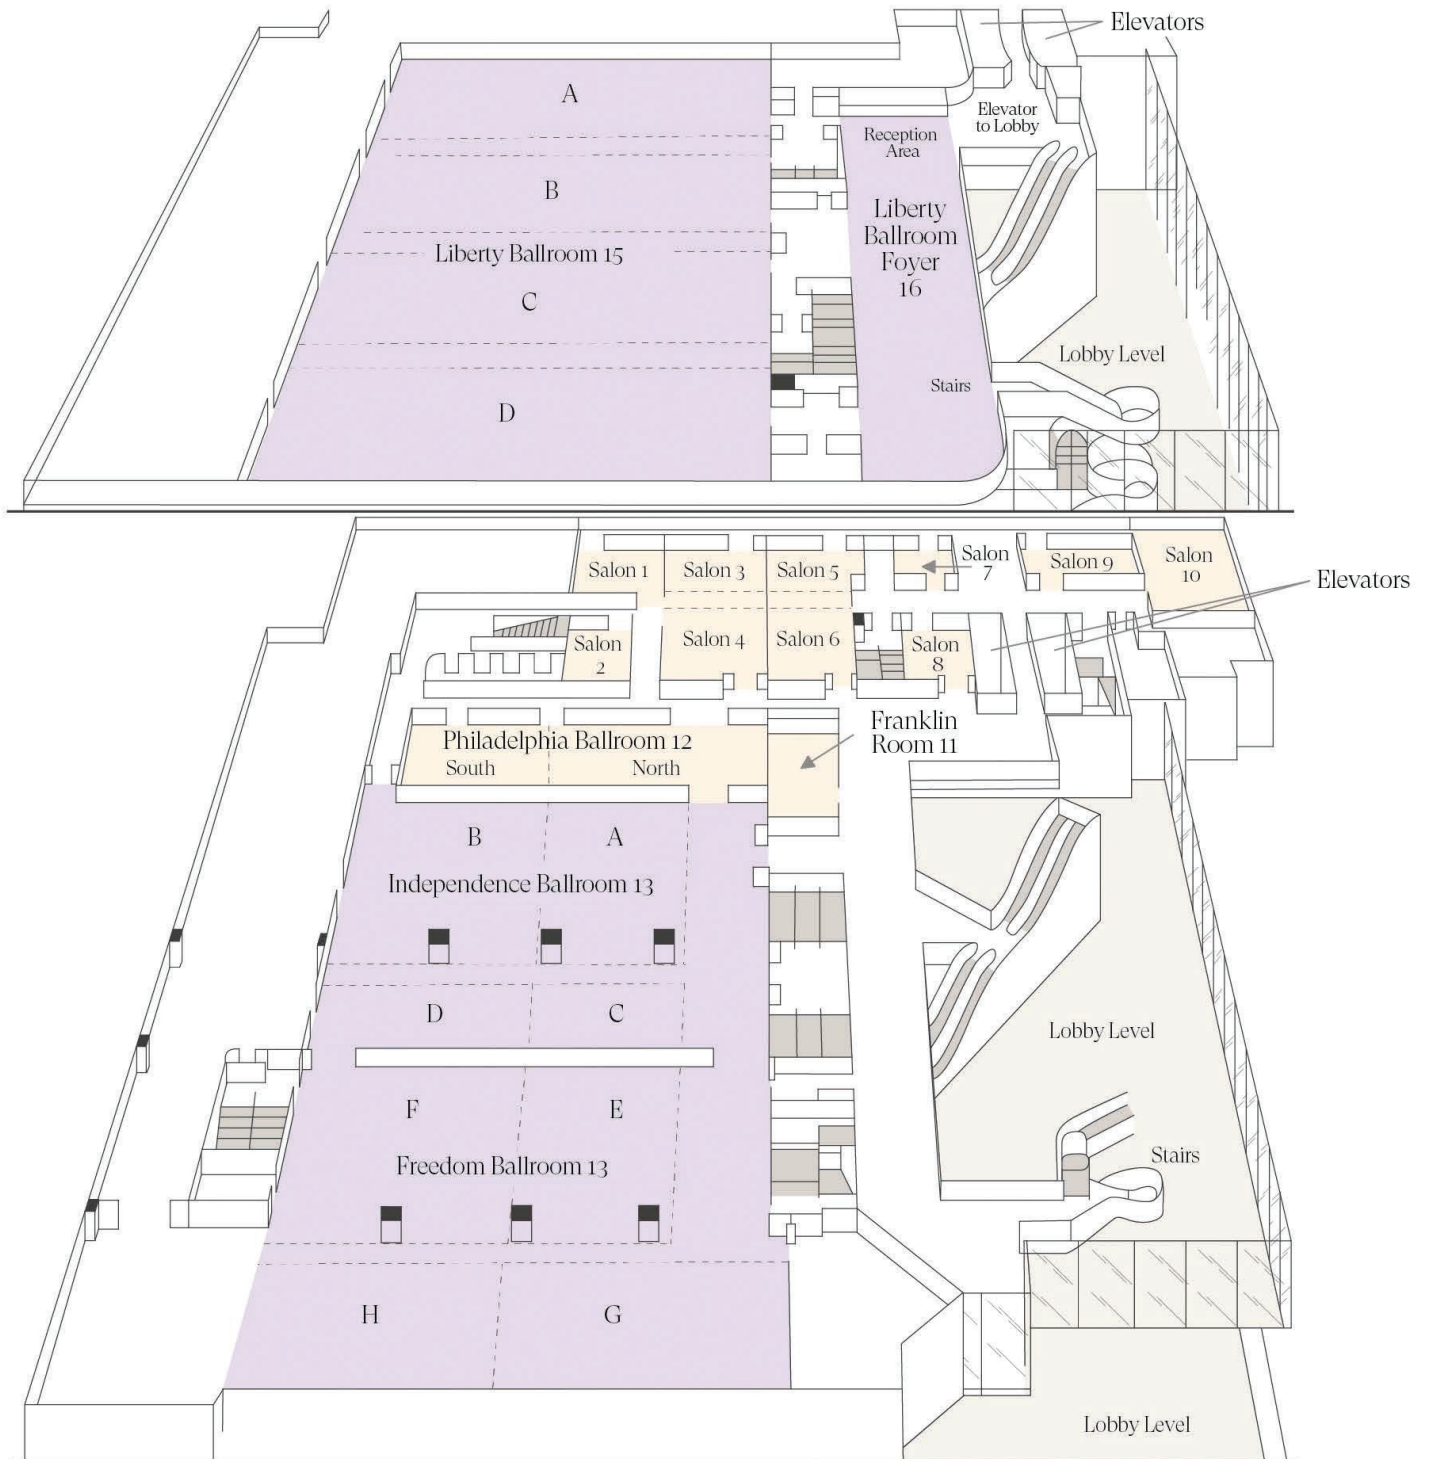 Elevators
A
Elevator
to Lobby
Reception
Area
B
Liberty
Ballroom
Foyer
16
Liberty Ballroom 15
C
Lobby Level
Stairs
D
Salon 1
Salon 3
Salon 5
Salon
7
Salon 9
Salon
10
Elevators
Salon
2
Salon 4
Salon 6
Salon
8
Franklin
Room 11
Philadelphia Ballroom 12
South
North
B
A
Independence Ballroom 13
D
C
Lobby Level
F
E
Freedom Ballroom 13
Stairs
H
G
Lobby Level